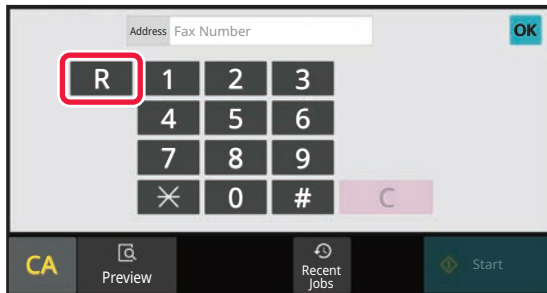 Address Fax Number
OK
R 1 2 3
4 5 6
7 8 9
0 # C
CA
Preview
Recent
Jobs
Start